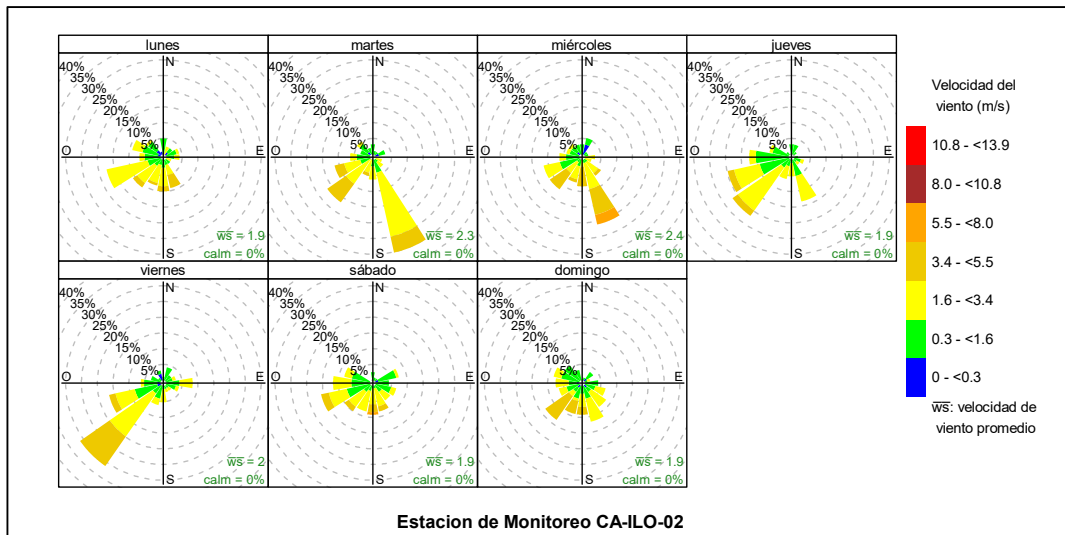 lunes
martes
miércoles
jueves
N
40%
35%
30%
25%
20%
15%
10%
5%
O
E
S
ws = 1.9
calm = 0%
N
40%
35%
30%
25%
20%
15%
10%
5%
O
E
S
ws = 2.3
calm = 0%
N
40%
35%
30%
25%
20%
15%
10%
5%
O
E
S
ws = 2.4
calm = 0%
N
40%
35%
30%
25%
20%
15%
10%
5%
O
E
S
ws = 1.9
calm = 0%
viernes
sábado
domingo
N
40%
35%
30%
25%
20%
15%
10%
5%
O
E
S
ws = 2
calm = 0%
N
40%
35%
30%
25%
20%
15%
10%
5%
O
E
S
ws = 1.9
calm = 0%
N
40%
35%
30%
25%
20%
15%
10%
5%
O
E
S
ws = 1.9
calm = 0%
Velocidad del
viento (m/s)
10.8 - <13.9
8.0 - <10.8
5.5 - <8.0
3.4 - <5.5
1.6 - <3.4
0.3 - <1.6
0 - <0.3
ws: velocidad de
viento promedio
Estacion de Monitoreo CA-ILO-02